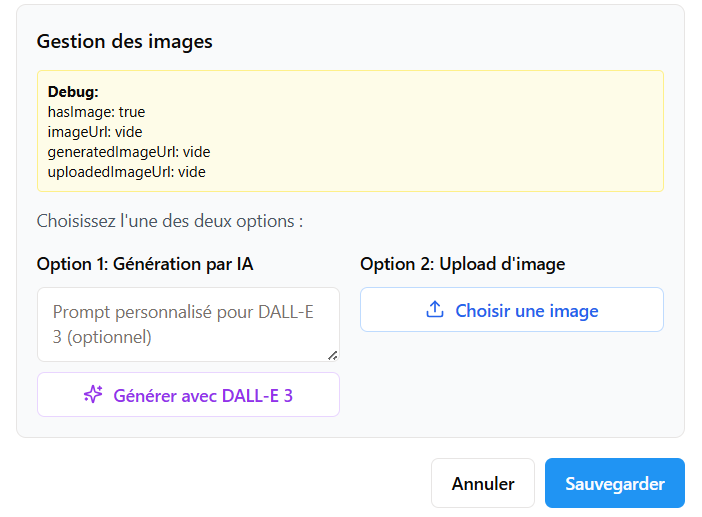 Gestion des images
Debug:
hasImage: true
imageUrl: vide
generatedImageUrl: vide
uploadedImageUrl: vide
Choisissez l'une des deux options :
Option 1: Génération par IA
Prompt personnalisé pour DALL-E
3 (optionnel)
Générer avec DALL-E 3
Option 2: Upload d'image
Choisir une image
Annuler
Sauvegarder